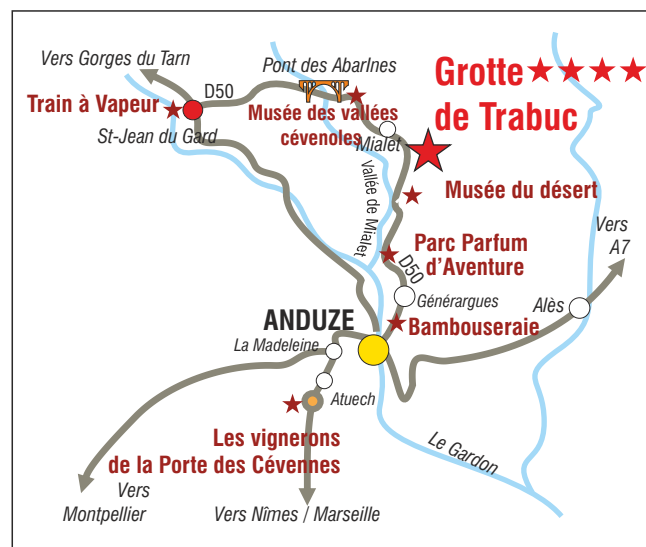 Vers Gorges du Tarn
D50
Pont des Abarlnes
Grotte
de Trabuc
Train à Vapeur
St-Jean du Gard
Musée des vallées
cévenoles
Mialet
Vallée de Mialet
Musée du désert
Vers
A7
Parc Parfum
d’Aventure
D50
Générargues
Alès
ANDUZE
Bambouseraie
La Madeleine
Atuech
Les vignerons
de la Porte des Cévennes
Le Gardon
Vers
Montpellier
Vers Nîmes / Marseille